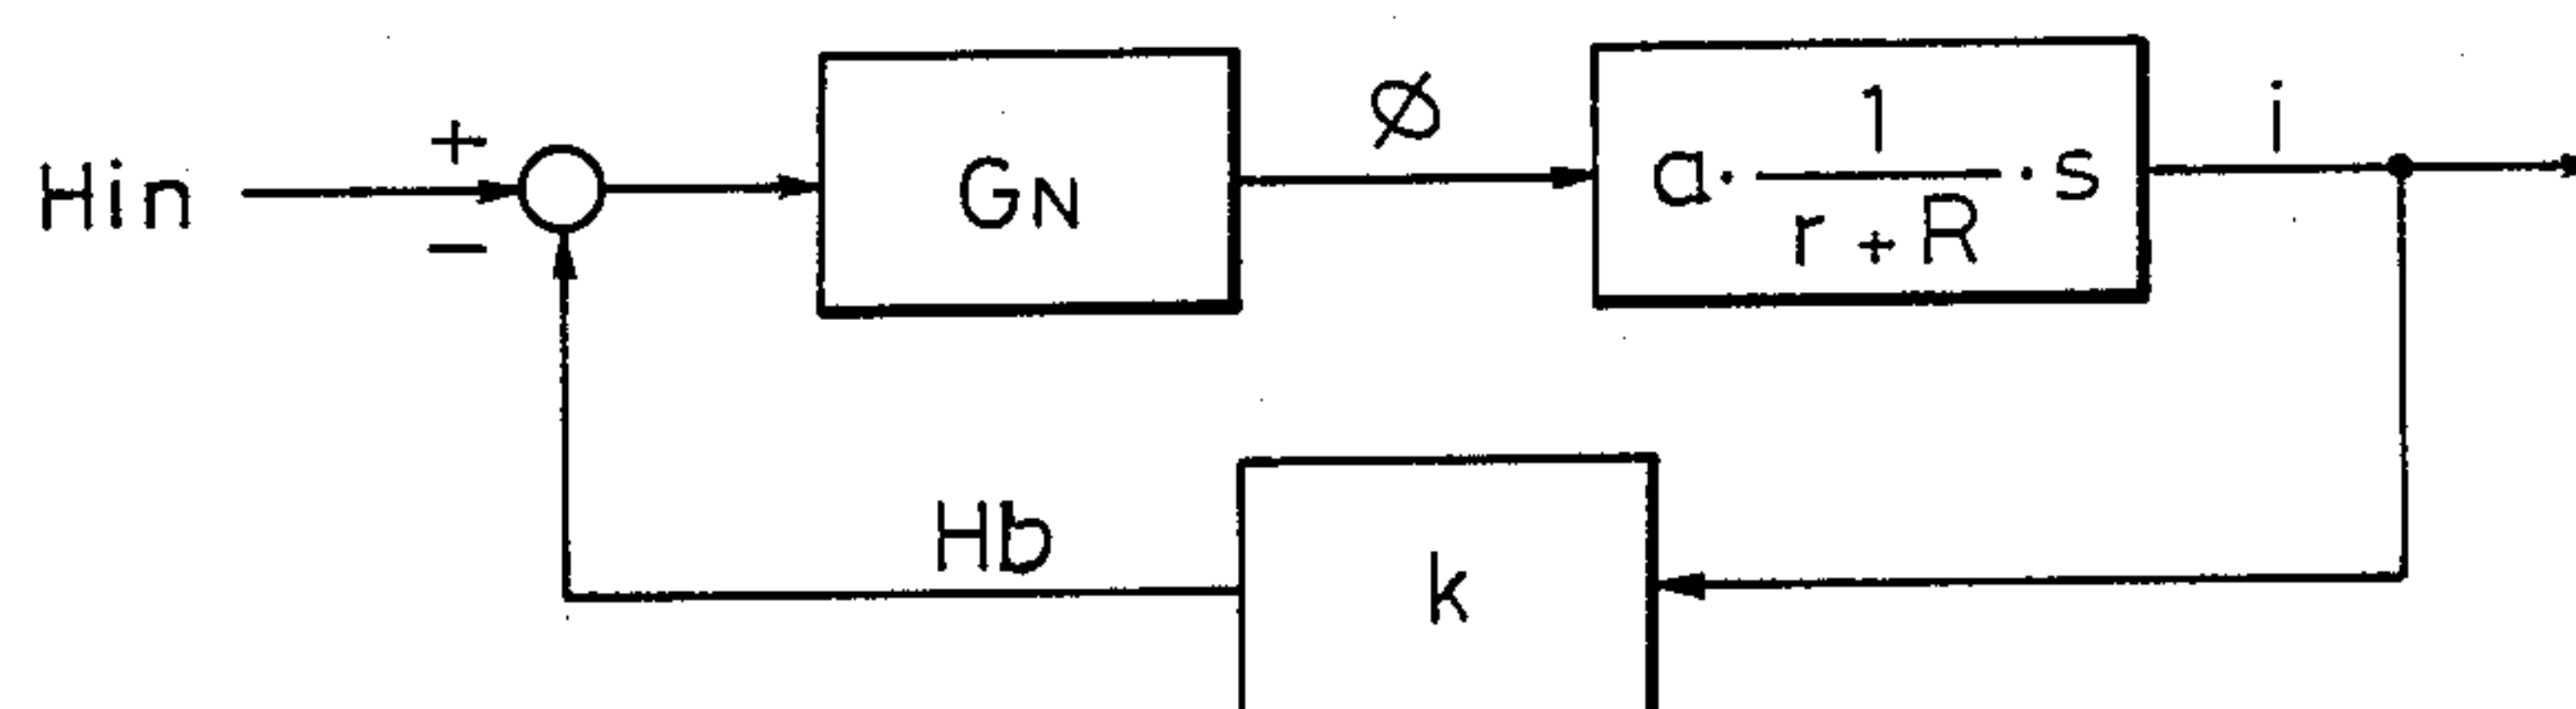 Hin
+
−
GN
ø
a · 1/(r + R) · s
i
Hb
k